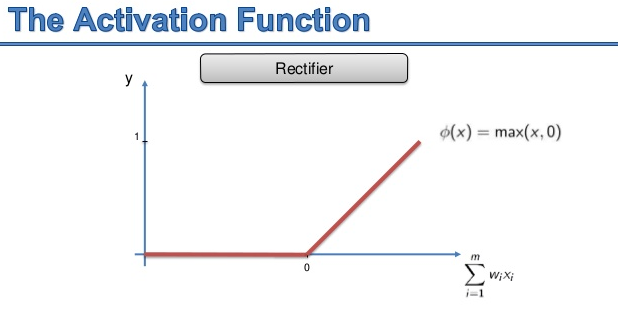 The Activation Function
Rectifier
y
1
ϕ(x) = max(x, 0)
0
m
∑ wᵢxᵢ
i=1